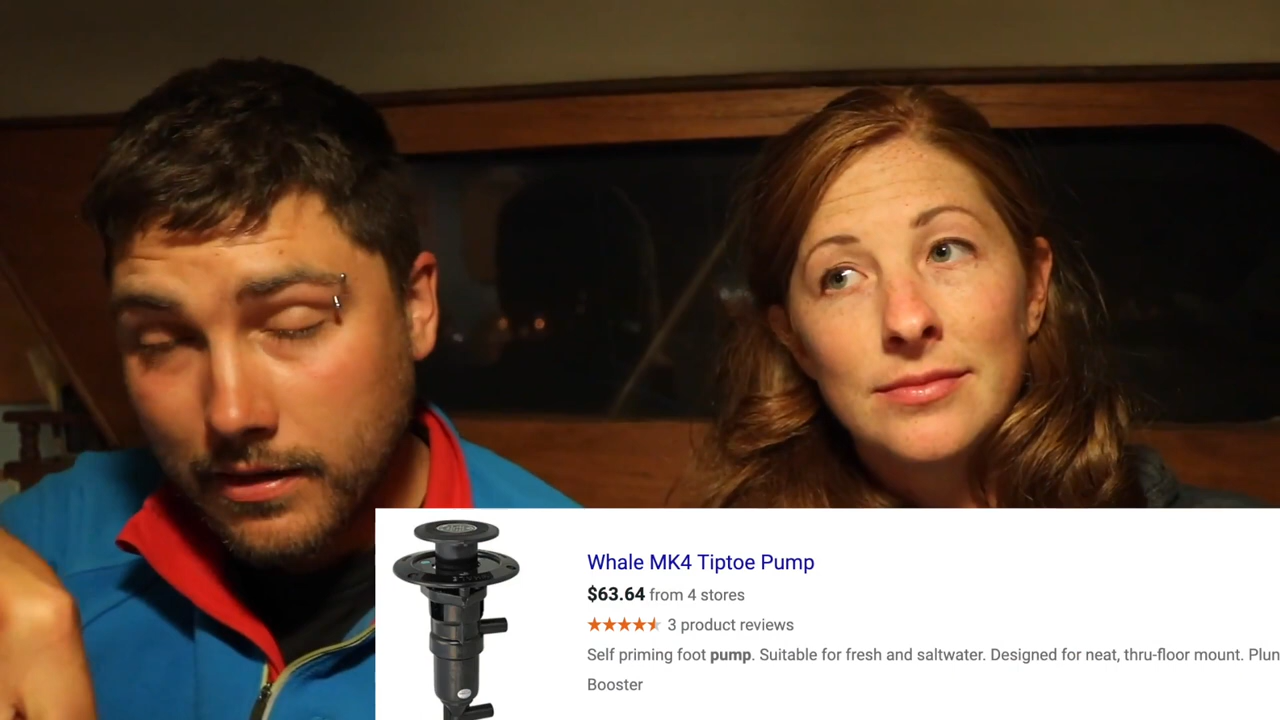 Whale MK4 Tiptoe Pump
$63.64 from 4 stores
3 product reviews
Self priming foot pump. Suitable for fresh and saltwater. Designed for neat, thru-floor mount. Plun
Booster